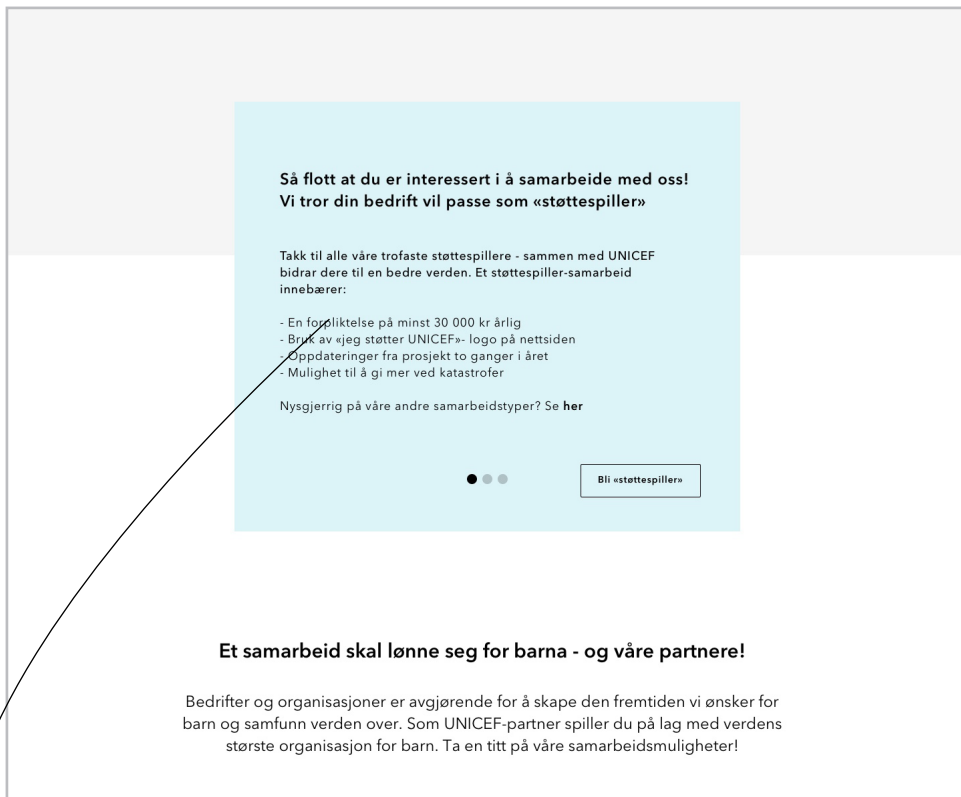 Så flott at du er interessert i å samarbeide med oss!
Vi tror din bedrift vil passe som «støttespiller»
Takk til alle våre trofaste støttespillere - sammen med UNICEF
bidrar dere til en bedre verden. Et støttespiller-samarbeid
innebærer:
- En forpliktelse på minst 30 000 kr årlig
- Bruk av «jeg støtter UNICEF»- logo på nettsiden
- Oppdateringer fra prosjekt to ganger i året
- Mulighet til å gi mer ved katastrofer
Nysgjerrig på våre andre samarbeidstyper? Se her
Bli «støttespiller»
Et samarbeid skal lønne seg for barna - og våre partnere!
Bedrifter og organisasjoner er avgjørende for å skape den fremtiden vi ønsker for
barn og samfunn verden over. Som UNICEF-partner spiller du på lag med verdens
største organisasjon for barn. Ta en titt på våre samarbeidsmuligheter!